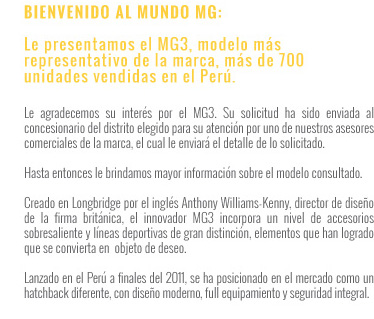 BIENVENIDO AL MUNDO MG:
Le presentamos el MG3, modelo más
representativo de la marca, más de 700
unidades vendidas en el Perú.
Le agradecemos su interés por el MG3. Su solicitud ha sido enviada al
concesionario del distrito elegido para su atención por uno de nuestros asesores
comerciales de la marca, el cual le enviará el detalle de lo solicitado.
Hasta entonces le brindamos mayor información sobre el modelo consultado.
Creado en Longbridge por el inglés Anthony Williams-Kenny, director de diseño
de la firma británica, el innovador MG3 incorpora un nivel de accesorios
sobresaliente y líneas deportivas de gran distinción, elementos que han logrado
que se convierta en objeto de deseo.
Lanzado en el Perú a finales del 2011, se ha posicionado en el mercado como un
hatchback diferente, con diseño moderno, full equipamiento y seguridad integral.